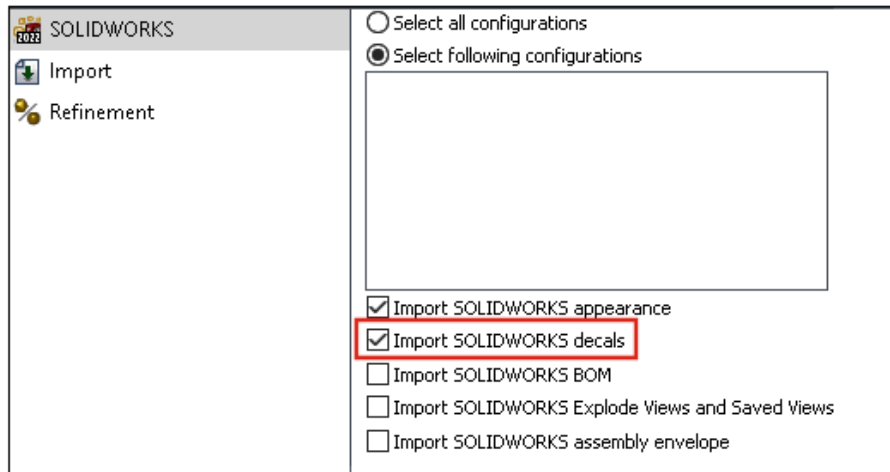 SOLIDWORKS
Import
Refinement
Select all configurations
Select following configurations
Import SOLIDWORKS appearance
Import SOLIDWORKS decals
Import SOLIDWORKS BOM
Import SOLIDWORKS Explode Views and Saved Views
Import SOLIDWORKS assembly envelope